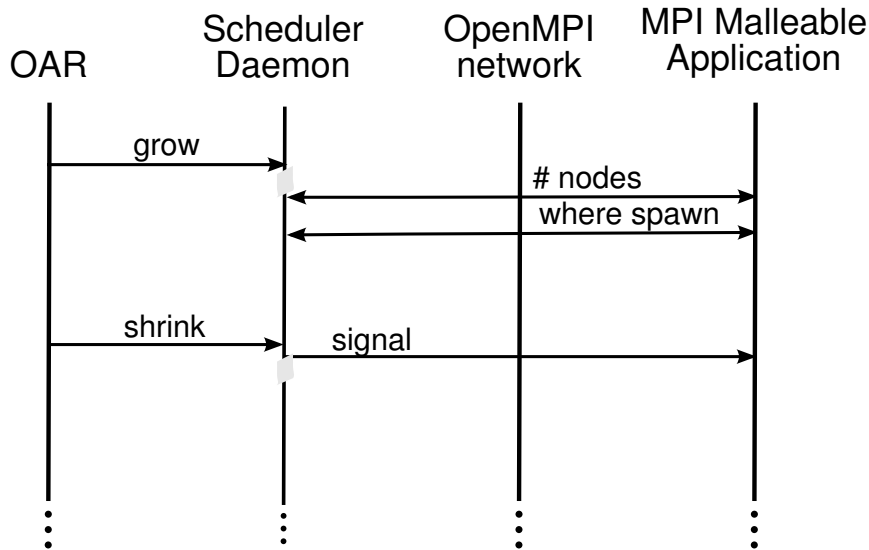 OAR
Scheduler
Daemon
OpenMPI
network
MPI Malleable
Application
grow
# nodes
where spawn
shrink
signal